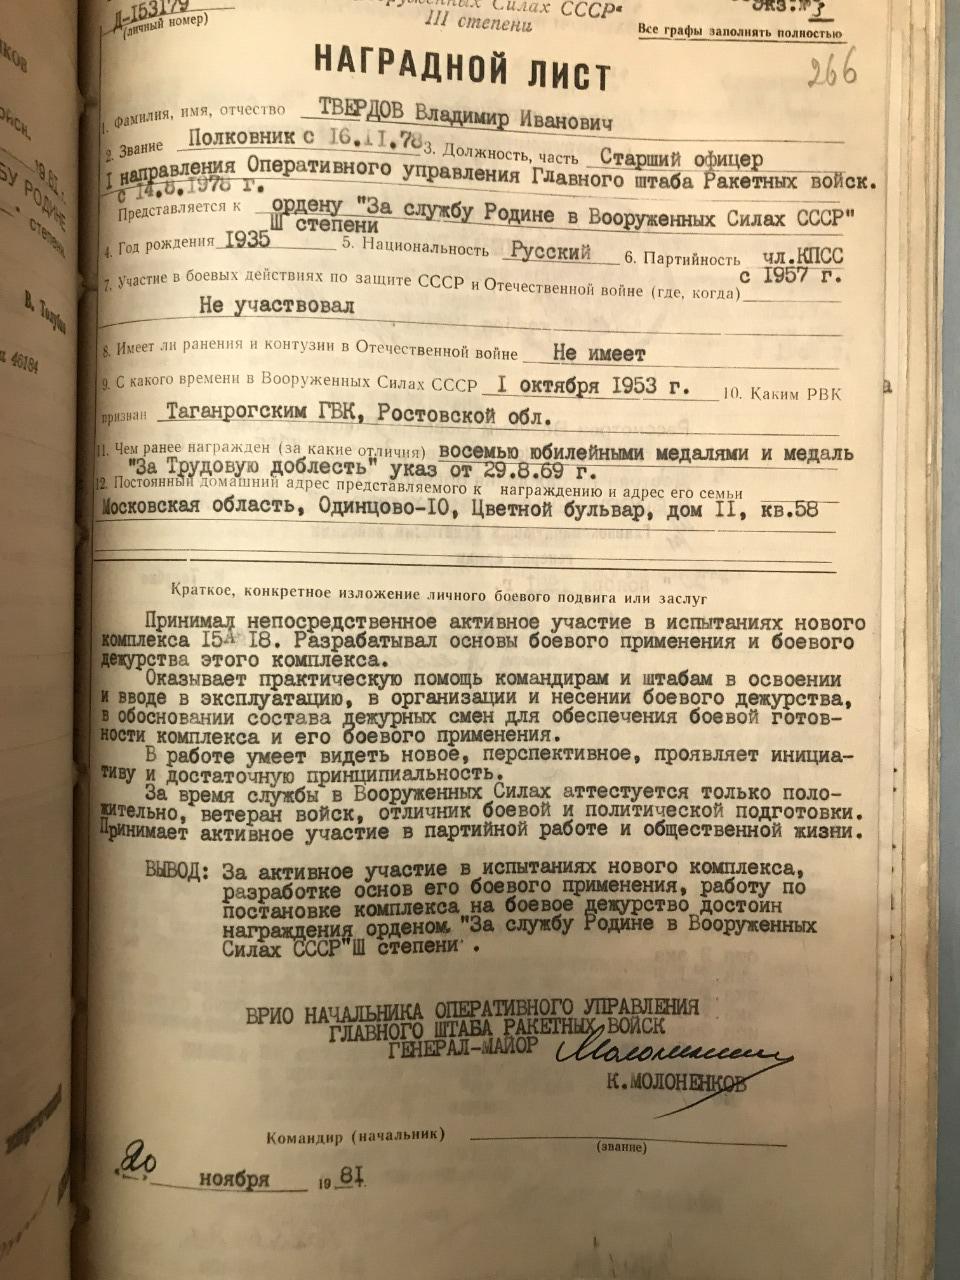 Д-153179
(личный номер)
Вооруженных Силах СССР"
III степени
Экз.№3
Все графы заполнять полностью
266
НАГРАДНОЙ ЛИСТ
1. Фамилия, имя, отчество ТВЕРДОВ Владимир Иванович
2. Звание Полковник с 16.II.78 3. Должность, часть Старший офицер
I направления Оперативного управления Главного штаба Ракетных войск.
с 14.8.1978 г.
Представляется к ордену "За службу Родине в Вооруженных Силах СССР"
Ш степени
4. Год рождения I935 5. Национальность Русский 6. Партийность чл.КПСС
с 1957 г.
7. Участие в боевых действиях по защите СССР и Отечественной войне (где, когда)
Не участвовал
8. Имеет ли ранения и контузии в Отечественной войне Не имеет
9. С какого времени в Вооруженных Силах СССР I октября 1953 г. 10. Каким РВК
призван Таганрогским ГВК, Ростовской обл.
11. Чем ранее награжден (за какие отличия) восемью юбилейными медалями и медаль
"За Трудовую доблесть" указ от 29.8.69 г.
12. Постоянный домашний адрес представляемого к награждению и адрес его семьи
Московская область, Одинцово-IO, Цветной бульвар, дом II, кв.58
Краткое, конкретное изложение личного боевого подвига или заслуг
Принимал непосредственное активное участие в испытаниях нового
комплекса I5А I8. Разрабатывал основы боевого применения и боевого
дежурства этого комплекса.
Оказывает практическую помощь командирам и штабам в освоении
и вводе в эксплуатацию, в организации и несении боевого дежурства,
в обосновании состава дежурных смен для обеспечения боевой готов-
ности комплекса и его боевого применения.
В работе умеет видеть новое, перспективное, проявляет инициа-
тиву и достаточную принципиальность.
За время службы в Вооруженных Силах аттестуется только поло-
жительно, ветеран войск, отличник боевой и политической подготовки.
Принимает активное участие в партийной работе и общественной жизни.
ВЫВОД: За активное участие в испытаниях нового комплекса,
разработке основ его боевого применения, работу по
постановке комплекса на боевое дежурство достоин
награждения орденом "За службу Родине в Вооруженных
Силах СССР"Ш степени .
ВРИО НАЧАЛЬНИКА ОПЕРАТИВНОГО УПРАВЛЕНИЯ
ГЛАВНОГО ШТАБА РАКЕТНЫХ ВОЙСК
ГЕНЕРАЛ-МАЙОР
К.МОЛОНЕНКОВ
Командир (начальник)
(звание)
"20 ноября 19 8I.